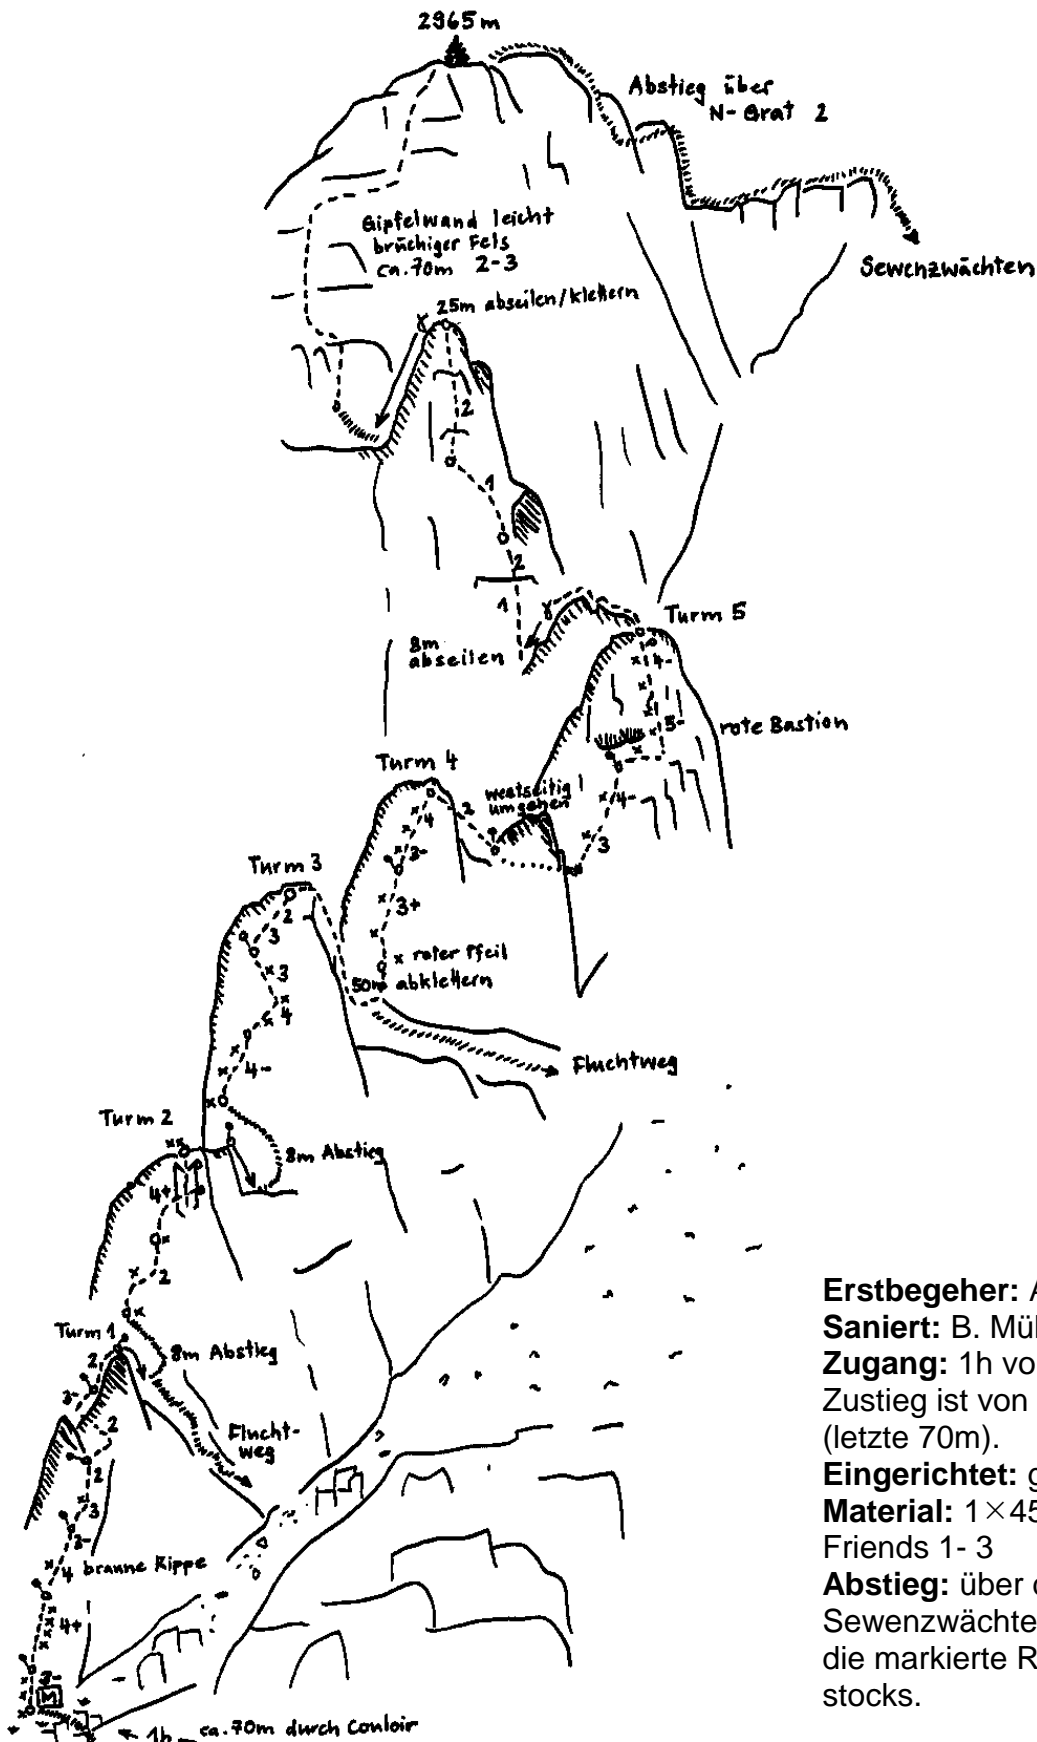 2965m
Abstieg über
N-Grat 2
Gipfelwand leicht
brüchiger Fels
ca. 70m 2-3
Sewenzwächten
25m abseilen/klettern
2
1
2
1
8m
abseilen
Turm 5
4-
5-
rote Bastion
4-
3
Turm 4
westseitig
umgehen
2
4
3-
3+
x roter Pfeil
50m abklettern
Turm 3
2
3
3
4
4-
Fluchtweg
Turm 2
8m Abstieg
4+
2
Turm 1
8m Abstieg
2
3-
2
Flucht-
weg
2
3
3-
4 braune Rippe
4+
1h
ca. 70m durch Couloir
Erstbegeher: A
Saniert: B. Mül
Zugang: 1h vo
Zustieg ist von
(letzte 70m).
Eingerichtet: g
Material: 1×45
Friends 1- 3
Abstieg: über d
Sewenzwächte
die markierte R
stocks.